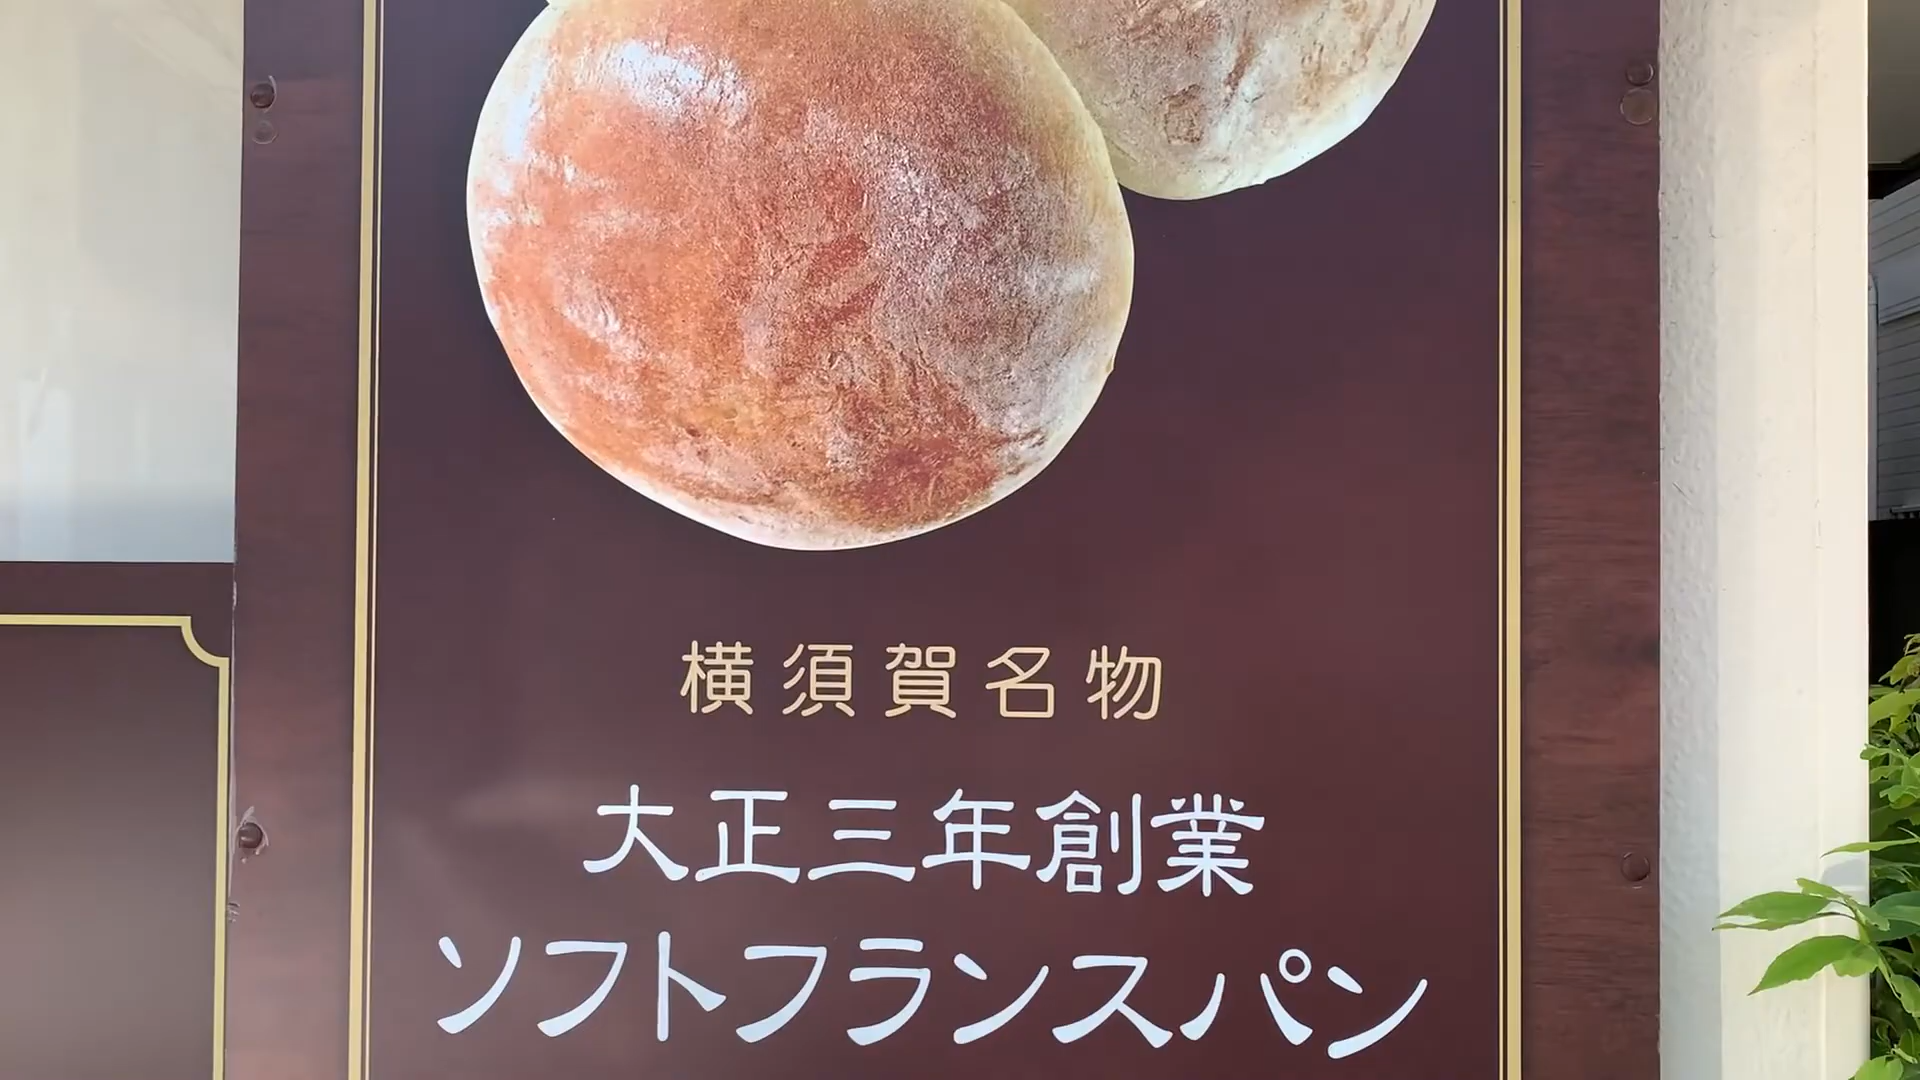 横須賀名物
大正三年創業
ソフトフランスパン